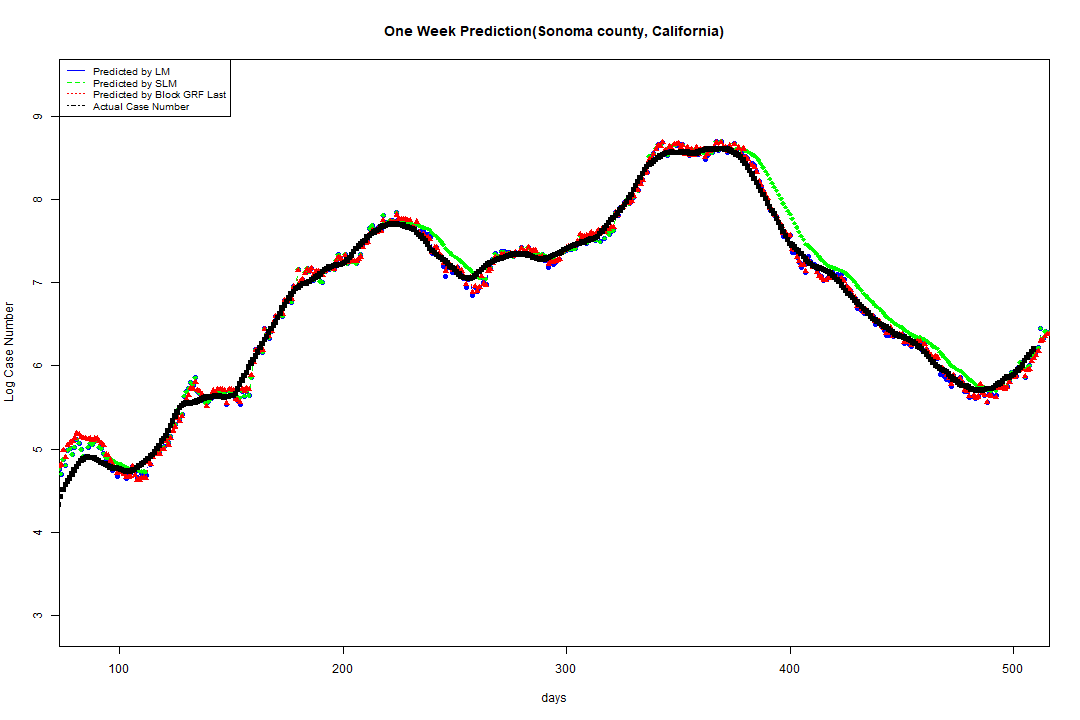 One Week Prediction(Sonoma county, California)
Predicted by LM
Predicted by SLM
Predicted by Block GRF Last
Actual Case Number
9
8
7
6
5
4
3
Log Case Number
100 200 300 400 500
days